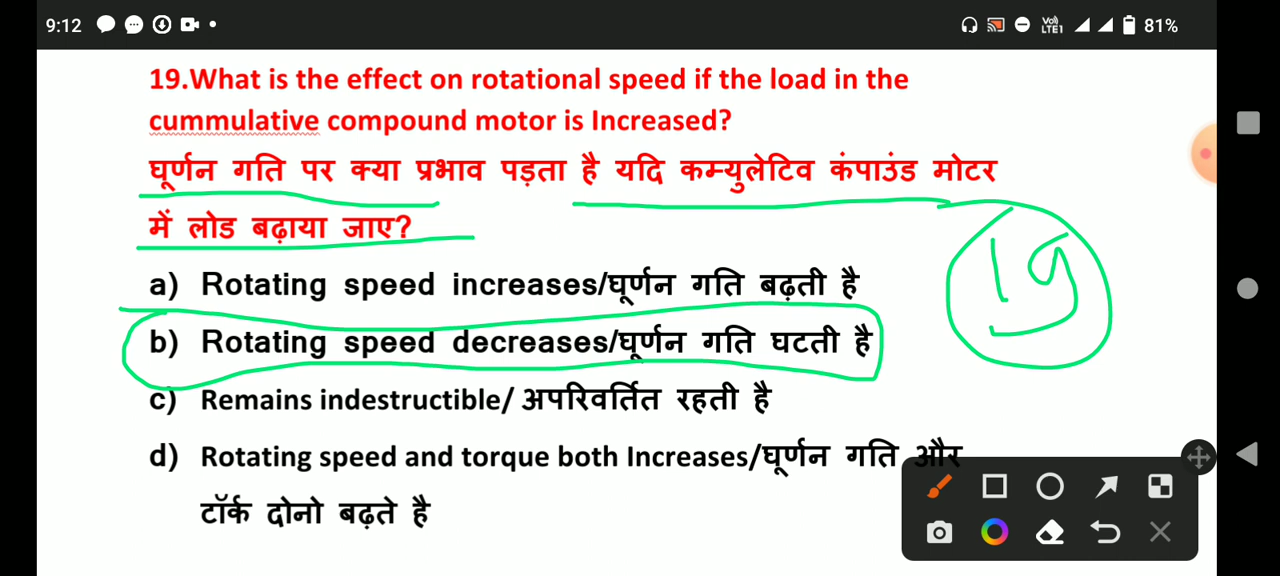 9:12
Vo)
LTE1
81%
19.What is the effect on rotational speed if the load in the
cummulative compound motor is Increased?
घूर्णन गति पर क्या प्रभाव पड़ता है यदि कम्युलेटिव कंपाउंड मोटर
में लोड बढ़ाया जाए?
19
a) Rotating speed increases/घूर्णन गति बढ़ती है
b) Rotating speed decreases/घूर्णन गति घटती है
c) Remains indestructible/ अपरिवर्तित रहती है
d) Rotating speed and torque both Increases/घूर्णन गति और
टॉर्क दोनो बढ़ते है